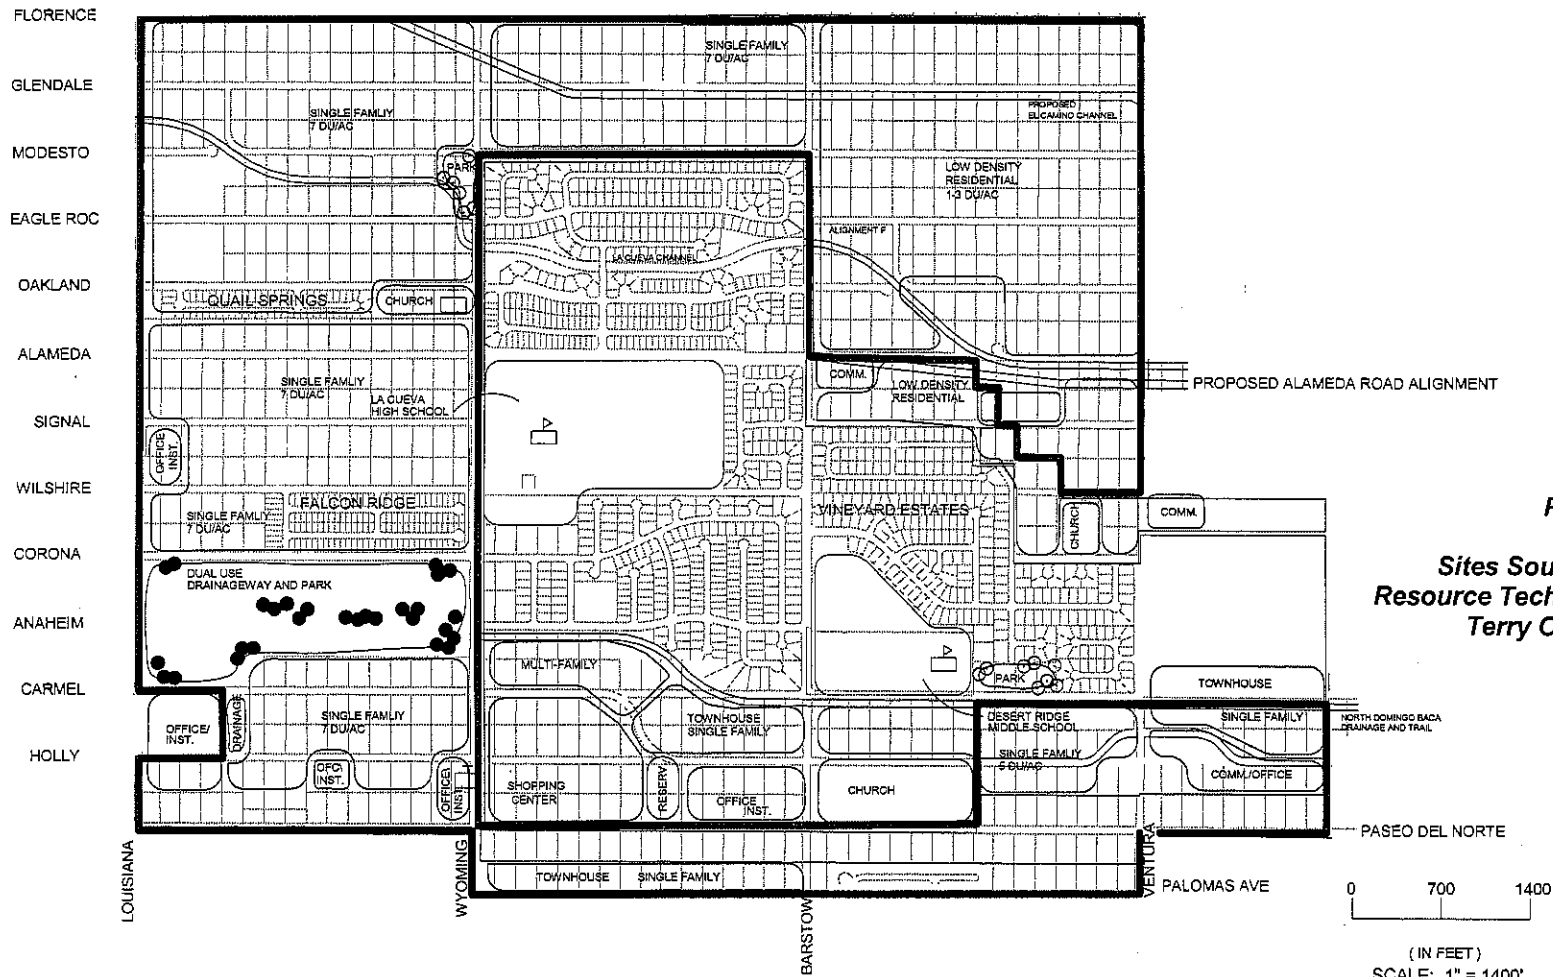 FLORENCE
GLENDALE
MODESTO
EAGLE ROC
OAKLAND
ALAMEDA
SIGNAL
WILSHIRE
CORONA
ANAHEIM
CARMEL
HOLLY
SINGLE FAMILY
7 DU/AC
SINGLE FAMLIY
7 DU/AC
PROPOSED
EL CAMINO CHANNEL
PARK
LOW DENSITY
RESIDENTIAL
1-3 DU/AC
ALIGNMENT F
LA CUEVA CHANNEL
QUAIL SPRINGS
CHURCH
SINGLE FAMLIY
7 DU/AC
LA CUEVA
HIGH SCHOOL
COMM.
LOW DENSITY
RESIDENTIAL
PROPOSED ALAMEDA ROAD ALIGNMENT
OFFICE
INST.
FALCON RIDGE
SINGLE FAMLIY
7 DU/AC
VINEYARD ESTATES
CHURCH
COMM.
Sites Sou
Resource Tech
Terry C
DUAL USE
DRAINAGEWAY AND PARK
MULTI-FAMILY
PARK
TOWNHOUSE
OFFICE/
INST.
DRAINAGE
SINGLE FAMLIY
7 DU/AC
TOWNHOUSE
SINGLE FAMILY
DESERT RIDGE
MIDDLE SCHOOL
SINGLE FAMLIY
5 DU/AC
SINGLE FAMILY
NORTH DOMINGO BACA
DRAINAGE AND TRAIL
OFC\
INST.
OFFICE\
INST.
SHOPPING
CENTER
RESERV.
OFFICE
INST.
CHURCH
COMM./OFFICE
PASEO DEL NORTE
TOWNHOUSE SINGLE FAMILY
PALOMAS AVE
LOUISIANA
WYOMING
BARSTOW
VENTURA
0 700 1400
( IN FEET )
SCALE: 1" = 1400'